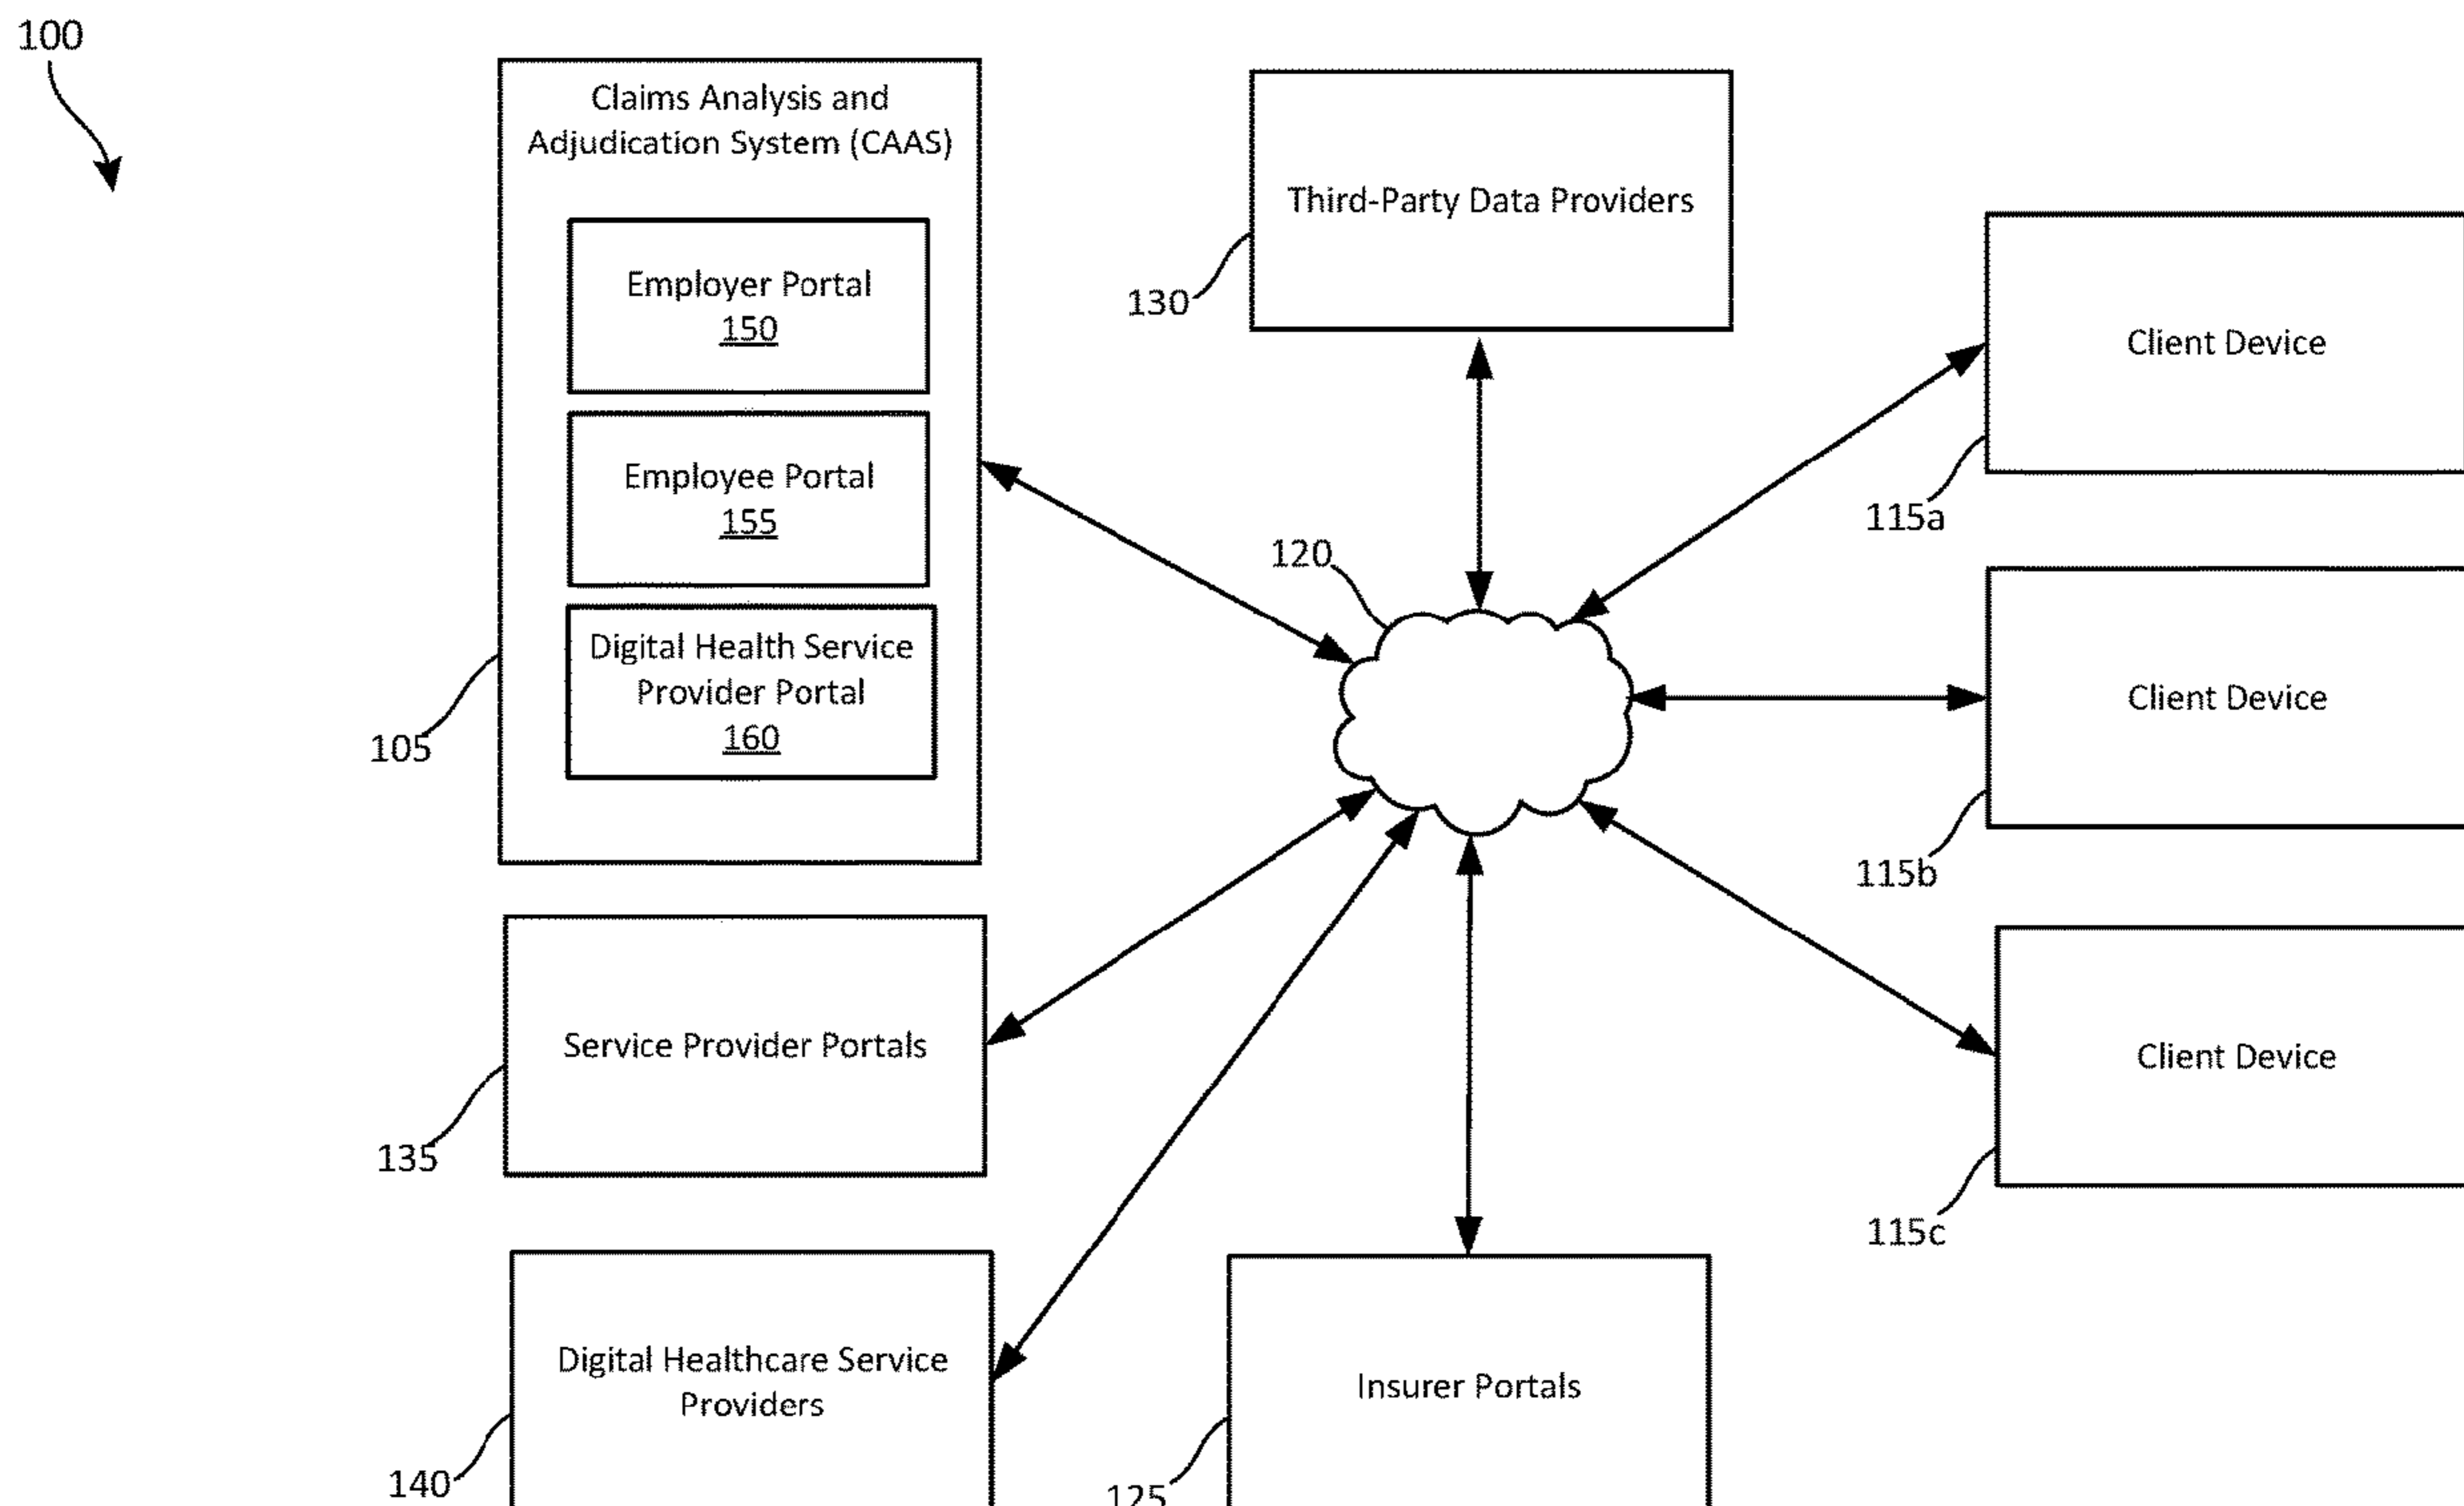 100
Claims Analysis and
Adjudication System (CAAS)
Employer Portal
150
Employee Portal
155
Digital Health Service
Provider Portal
160
105
Third-Party Data Providers
130
Client Device
115a
120
Client Device
115b
Client Device
115c
Service Provider Portals
135
Digital Healthcare Service
Providers
140
Insurer Portals
125